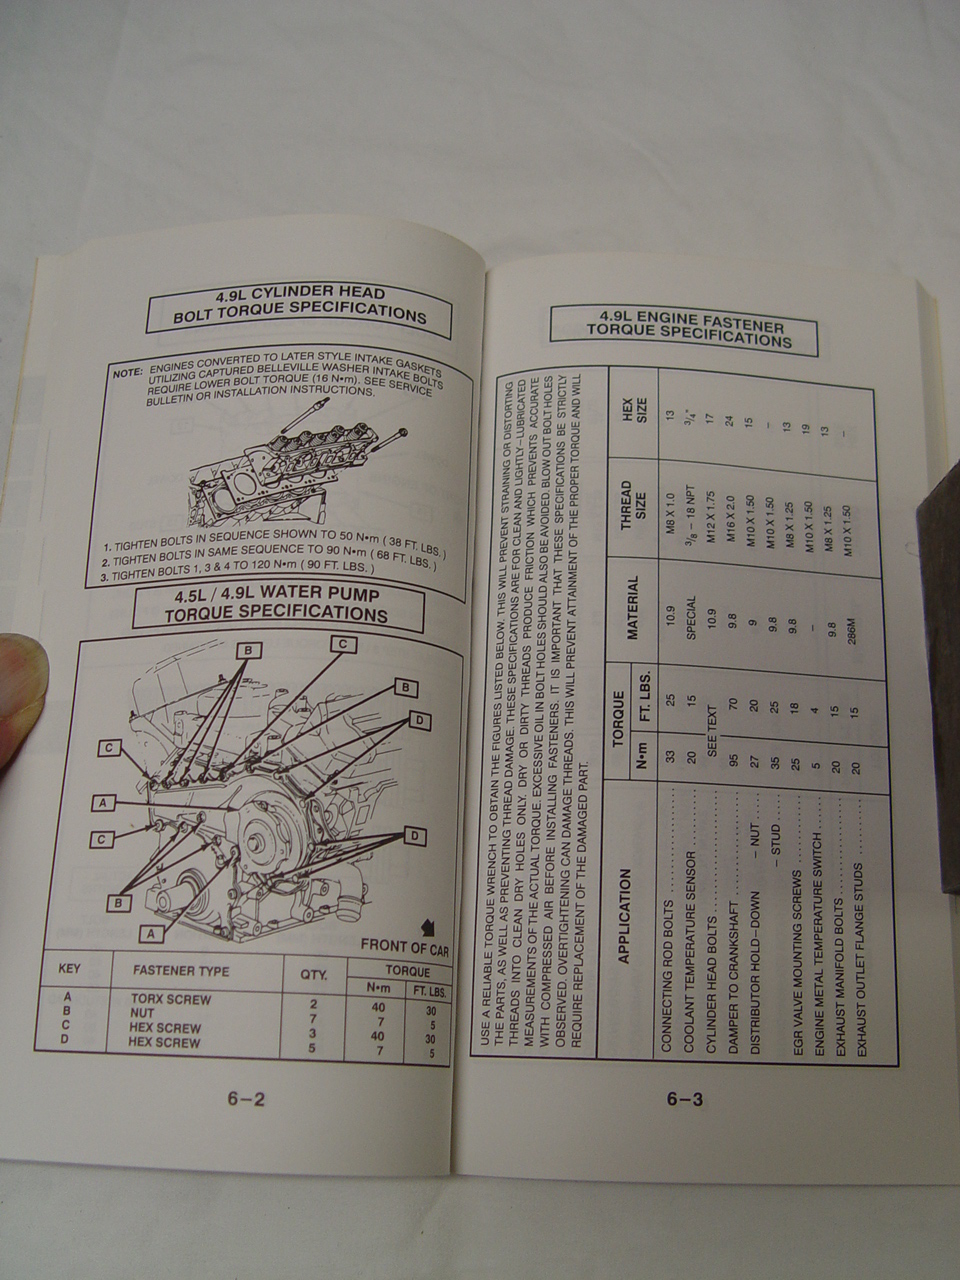 4.9L CYLINDER HEAD
BOLT TORQUE SPECIFICATIONS
NOTE: ENGINES CONVERTED TO LATER STYLE INTAKE GASKETS
UTILIZING CAPTURED BELLEVILLE WASHER INTAKE BOLTS
REQUIRE LOWER BOLT TORQUE (16 N•m). SEE SERVICE
BULLETIN OR INSTALLATION INSTRUCTIONS.
1. TIGHTEN BOLTS IN SEQUENCE SHOWN TO 50 N•m ( 38 FT. LBS. )
2. TIGHTEN BOLTS IN SAME SEQUENCE TO 90 N•m ( 68 FT. LBS. )
3. TIGHTEN BOLTS 1, 3 & 4 TO 120 N•m ( 90 FT. LBS. )
4.5L / 4.9L WATER PUMP
TORQUE SPECIFICATIONS
B
C
B
D
C
A
C
D
B
A
FRONT OF CAR
KEY FASTENER TYPE QTY. TORQUE
N•m FT. LBS.
A TORX SCREW 2 40 30
B NUT 7 7 5
C HEX SCREW 3 40 30
D HEX SCREW 5 7 5
6–2
4.9L ENGINE FASTENER
TORQUE SPECIFICATIONS
USE A RELIABLE TORQUE WRENCH TO OBTAIN THE FIGURES LISTED BELOW. THIS WILL PREVENT STRAINING OR DISTORTING
THE PARTS, AS WELL AS PREVENTING THREAD DAMAGE. THESE SPECIFICATIONS ARE FOR CLEAN AND LIGHTLY–LUBRICATED
THREADS INTO CLEAN DRY HOLES ONLY. DRY OR DIRTY THREADS PRODUCE FRICTION WHICH PREVENTS ACCURATE
MEASUREMENTS OF THE ACTUAL TORQUE. EXCESSIVE OIL IN BOLT HOLES SHOULD ALSO BE AVOIDED. BLOW OUT BOLT HOLES
WITH COMPRESSED AIR BEFORE INSTALLING FASTENERS. IT IS IMPORTANT THAT THESE SPECIFICATIONS BE STRICTLY
OBSERVED. OVERTIGHTENING CAN DAMAGE THREADS. THIS WILL PREVENT ATTAINMENT OF THE PROPER TORQUE AND WILL
REQUIRE REPLACEMENT OF THE DAMAGED PART.
APPLICATION TORQUE MATERIAL THREAD SIZE HEX SIZE
N•m FT. LBS.
CONNECTING ROD BOLTS 33 25 10.9 M8 X 1.0 13
COOLANT TEMPERATURE SENSOR 20 15 SPECIAL 3/8 – 18 NPT 3/4"
CYLINDER HEAD BOLTS SEE TEXT 10.9 M12 X 1.75 17
DAMPER TO CRANKSHAFT 95 70 9.8 M16 X 2.0 24
DISTRIBUTOR HOLD–DOWN – NUT 27 20 9 M10 X 1.50 15
– STUD 35 25 9.8 M10 X 1.50 –
EGR VALVE MOUNTING SCREWS 25 18 9.8 M8 X 1.25 13
ENGINE METAL TEMPERATURE SWITCH 5 4 – M10 X 1.50 19
EXHAUST MANIFOLD BOLTS 20 15 9.8 M8 X 1.25 13
EXHAUST OUTLET FLANGE STUDS 20 15 286M M10 X 1.50 –
6–3